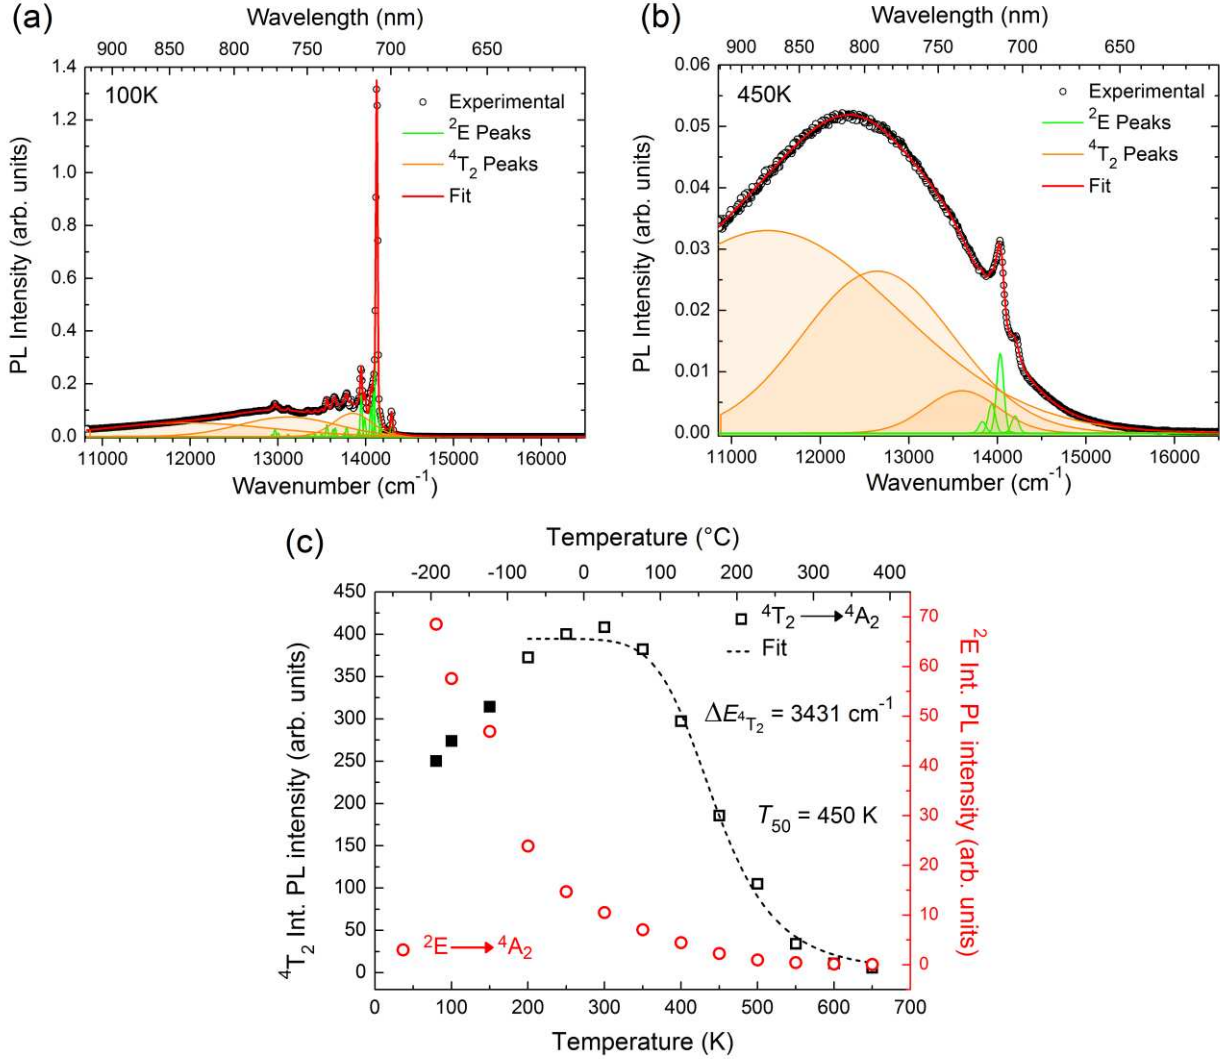 (a)
Wavelength (nm)
900 850 800 750 700 650
1.4
1.2
1.0
0.8
0.6
0.4
0.2
0.0
PL Intensity (arb. units)
100K
Experimental
²E Peaks
⁴T₂ Peaks
Fit
11000 12000 13000 14000 15000 16000
Wavenumber (cm⁻¹)
(b)
Wavelength (nm)
900 850 800 750 700 650
0.06
0.05
0.04
0.03
0.02
0.01
0.00
PL Intensity (arb. units)
450K
Experimental
²E Peaks
⁴T₂ Peaks
Fit
11000 12000 13000 14000 15000 16000
Wavenumber (cm⁻¹)
(c)
Temperature (°C)
-200 -100 0 100 200 300 400
450
400
350
300
250
200
150
100
50
0
⁴T₂ Int. PL intensity (arb. units)
⁴T₂ → ⁴A₂
Fit
ΔE⁴T₂ = 3431 cm⁻¹
T₅₀ = 450 K
²E → ⁴A₂
70
60
50
40
30
20
10
0
²E Int. PL intensity (arb. units)
0 100 200 300 400 500 600 700
Temperature (K)